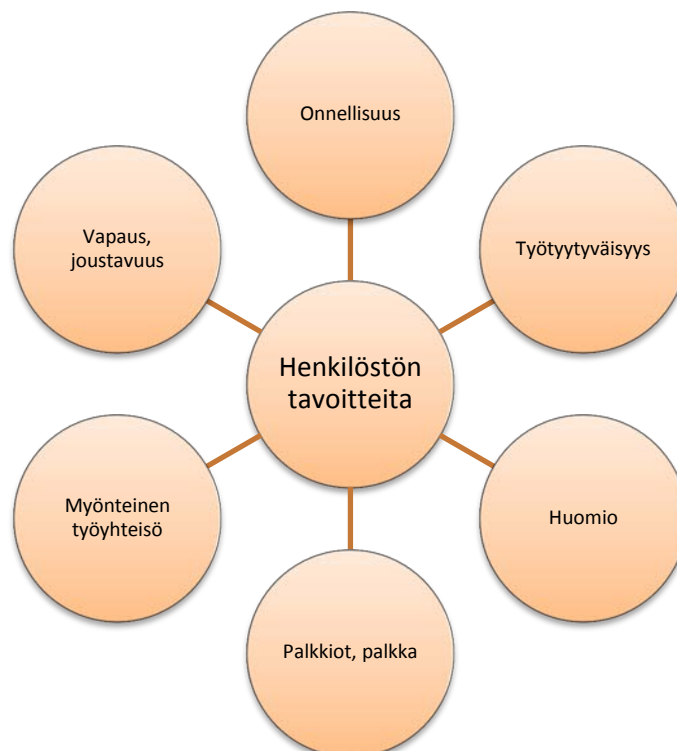 Onnellisuus
Työtyytyväisyys
Huomio
Palkkiot, palkka
Myönteinen
työyhteisö
Vapaus,
joustavuus
Henkilöstön
tavoitteita